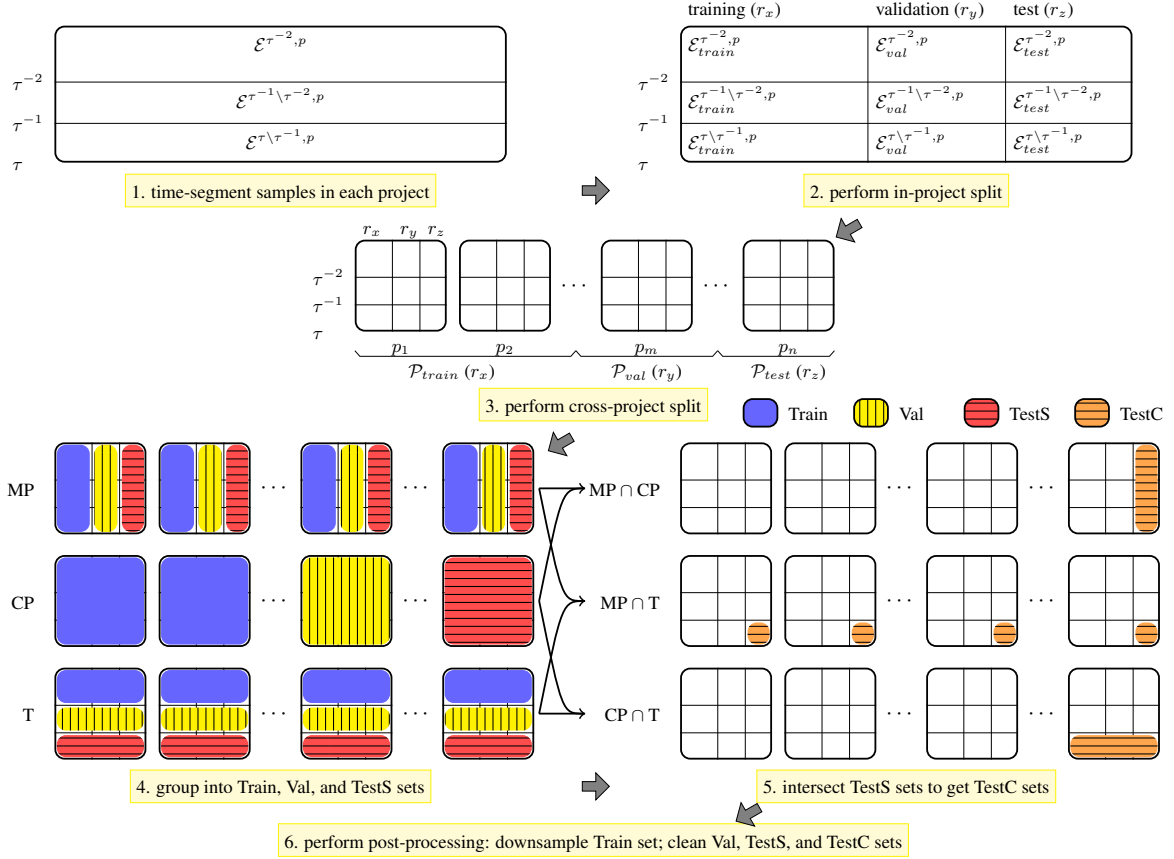 training (r_x) validation (r_y) test (r_z)
ℰ^{τ^{-2},p}
τ^{-2}
ℰ^{τ^{-1}\τ^{-2},p}
τ^{-1}
ℰ^{τ\τ^{-1},p}
τ
ℰ_{train}^{τ^{-2},p} ℰ_{val}^{τ^{-2},p} ℰ_{test}^{τ^{-2},p}
τ^{-2}
ℰ_{train}^{τ^{-1}\τ^{-2},p} ℰ_{val}^{τ^{-1}\τ^{-2},p} ℰ_{test}^{τ^{-1}\τ^{-2},p}
τ^{-1}
ℰ_{train}^{τ\τ^{-1},p} ℰ_{val}^{τ\τ^{-1},p} ℰ_{test}^{τ\τ^{-1},p}
τ
1. time-segment samples in each project
2. perform in-project split
r_x r_y r_z
τ^{-2}
τ^{-1}
τ
··· ···
p_1 p_2 p_m p_n
𝒫_{train} (r_x) 𝒫_{val} (r_y) 𝒫_{test} (r_z)
3. perform cross-project split
Train Val TestS TestC
MP ··· ··· MP ∩ CP ··· ···
CP ··· ··· MP ∩ T ··· ···
T ··· ··· CP ∩ T ··· ···
4. group into Train, Val, and TestS sets
5. intersect TestS sets to get TestC sets
6. perform post-processing: downsample Train set; clean Val, TestS, and TestC sets